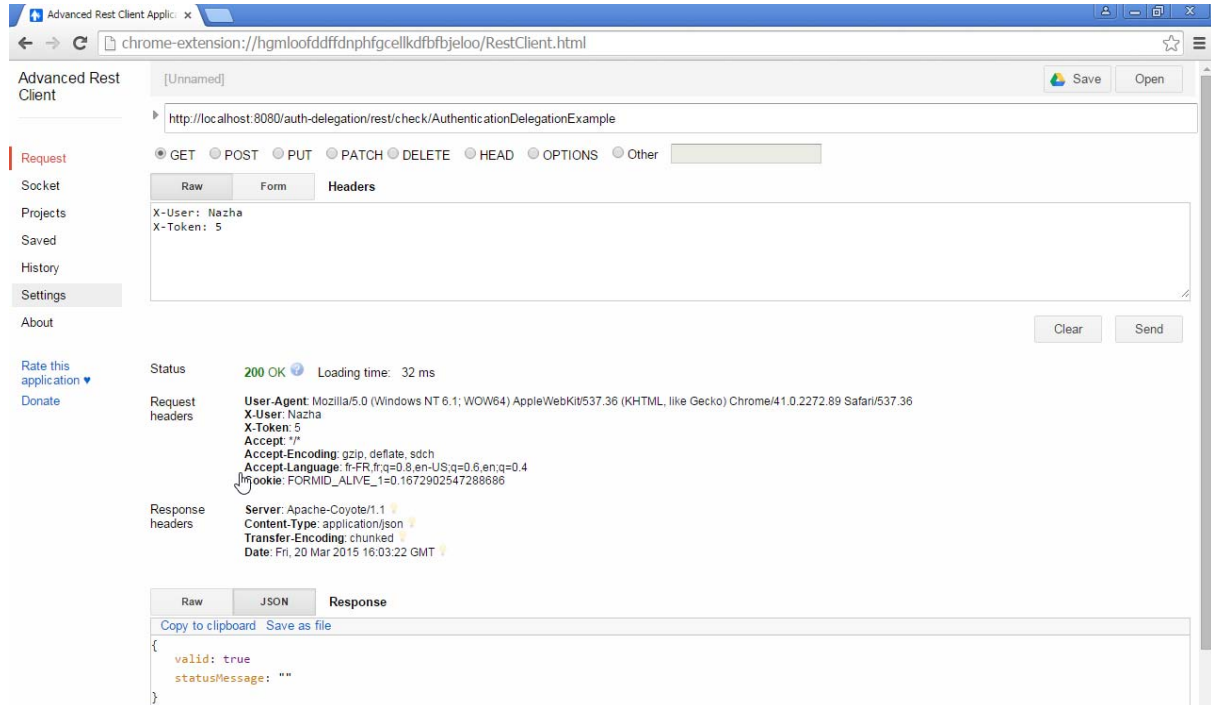 Advanced Rest Client Applic
chrome-extension://hgmloofddffdnphfgcellkdfbfbjeloo/RestClient.html
Advanced Rest
Client
[Unnamed]
Save Open
http://localhost:8080/auth-delegation/rest/check/AuthenticationDelegationExample
Request
Socket
Projects
Saved
History
Settings
About
Rate this
application ♥
Donate
GET POST PUT PATCH DELETE HEAD OPTIONS Other
Raw Form Headers
X-User: Nazha
X-Token: 5
Clear Send
Status 200 OK Loading time: 32 ms
Request
headers
User-Agent: Mozilla/5.0 (Windows NT 6.1; WOW64) AppleWebKit/537.36 (KHTML, like Gecko) Chrome/41.0.2272.89 Safari/537.36
X-User: Nazha
X-Token: 5
Accept: */*
Accept-Encoding: gzip, deflate, sdch
Accept-Language: fr-FR,fr;q=0.8,en-US;q=0.6,en;q=0.4
Cookie: FORMID_ALIVE_1=0.1672902547288686
Response
headers
Server: Apache-Coyote/1.1
Content-Type: application/json
Transfer-Encoding: chunked
Date: Fri, 20 Mar 2015 16:03:22 GMT
Raw JSON Response
Copy to clipboard Save as file
{
valid: true
statusMessage: ""
}